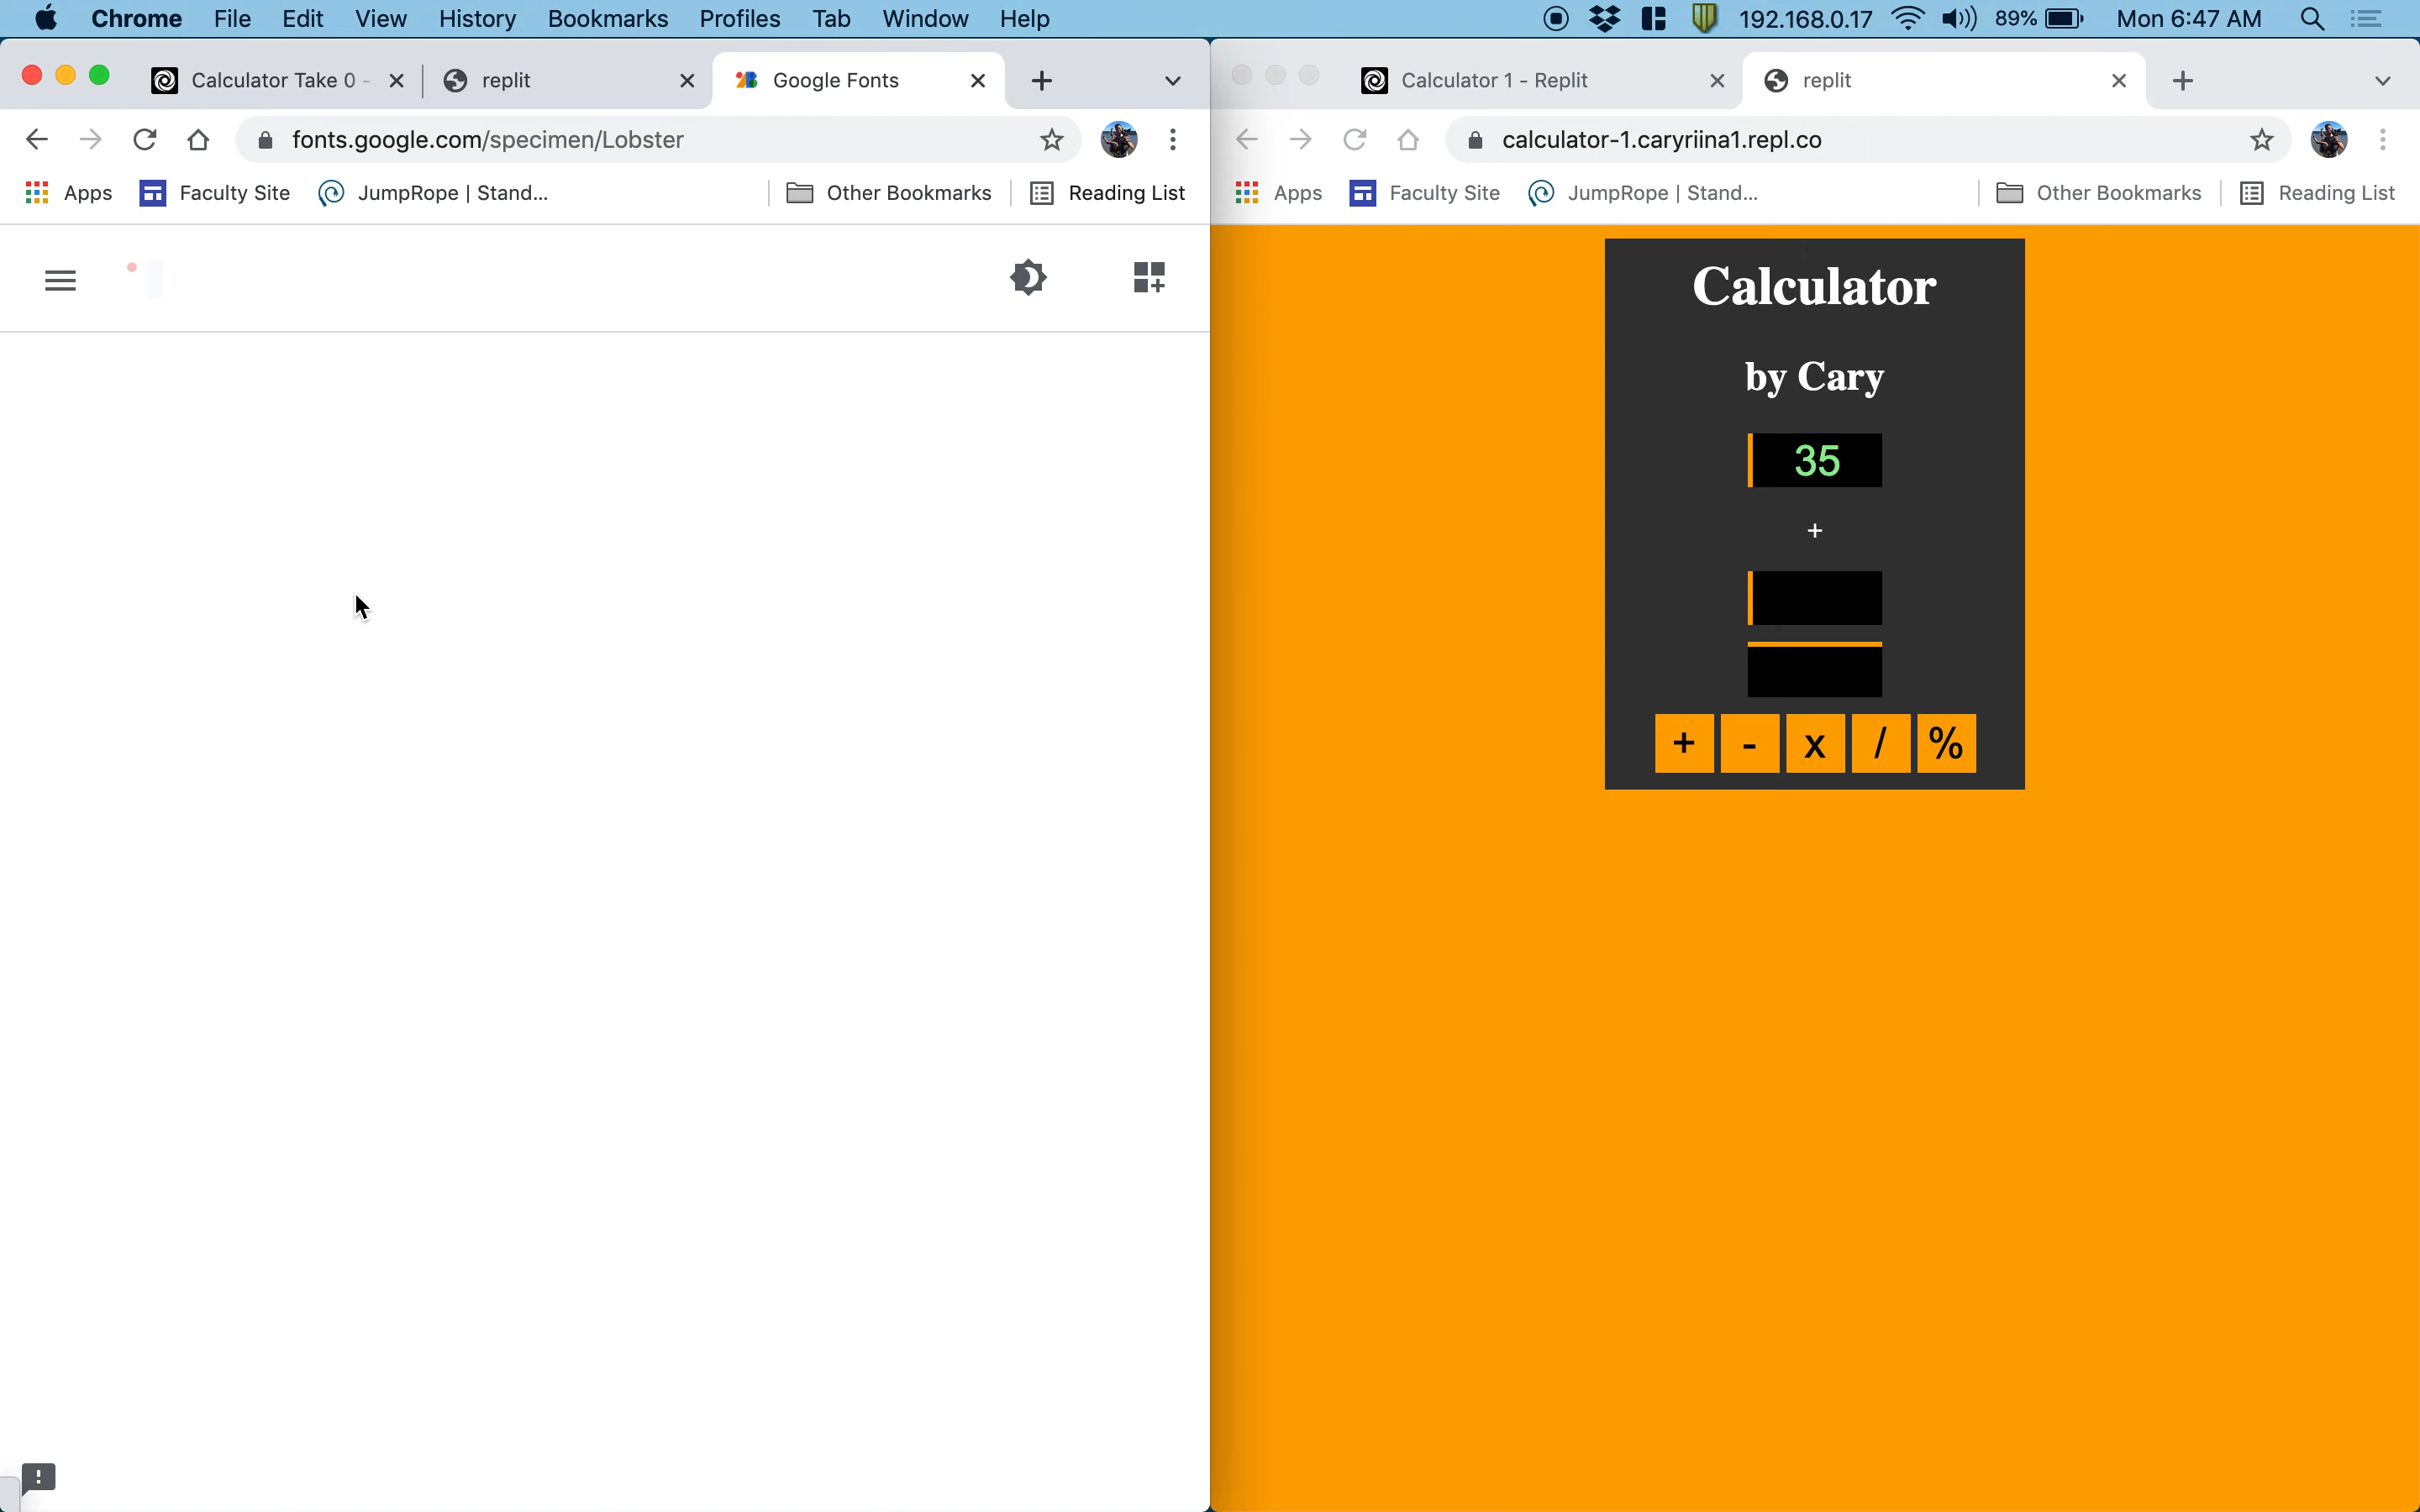 Chrome File Edit View History Bookmarks Profiles Tab Window Help 192.168.0.17 89% Mon 6:47 AM
Calculator Take 0 - replit Google Fonts
fonts.google.com/specimen/Lobster
Apps Faculty Site JumpRope | Stand... Other Bookmarks Reading List
Calculator 1 - Replit replit
calculator-1.caryriina1.repl.co
Apps Faculty Site JumpRope | Stand... Other Bookmarks Reading List
Calculator
by Cary
35
+
+ - x / %